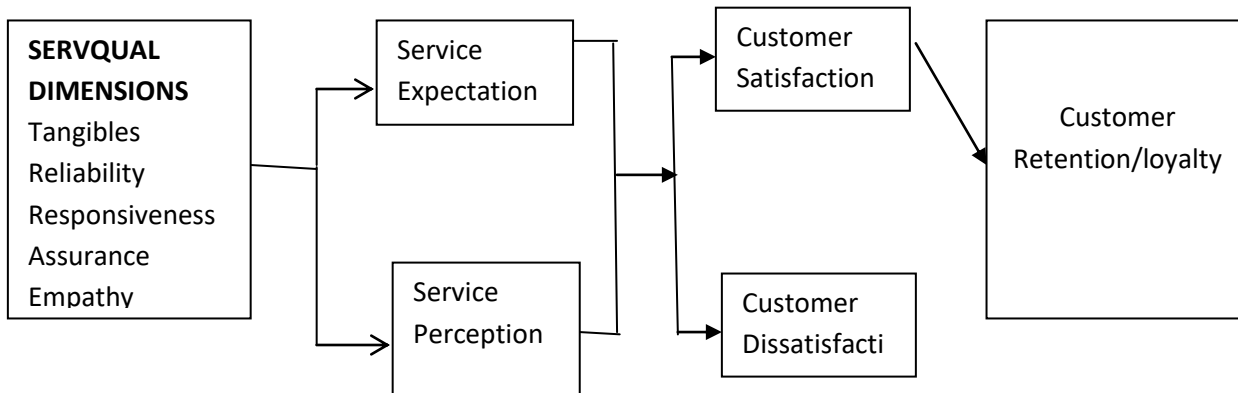 SERVQUAL
DIMENSIONS
Tangibles
Reliability
Responsiveness
Assurance
Empathy
Service
Expectation
Service
Perception
Customer
Satisfaction
Customer
Dissatisfacti
Customer
Retention/loyalty